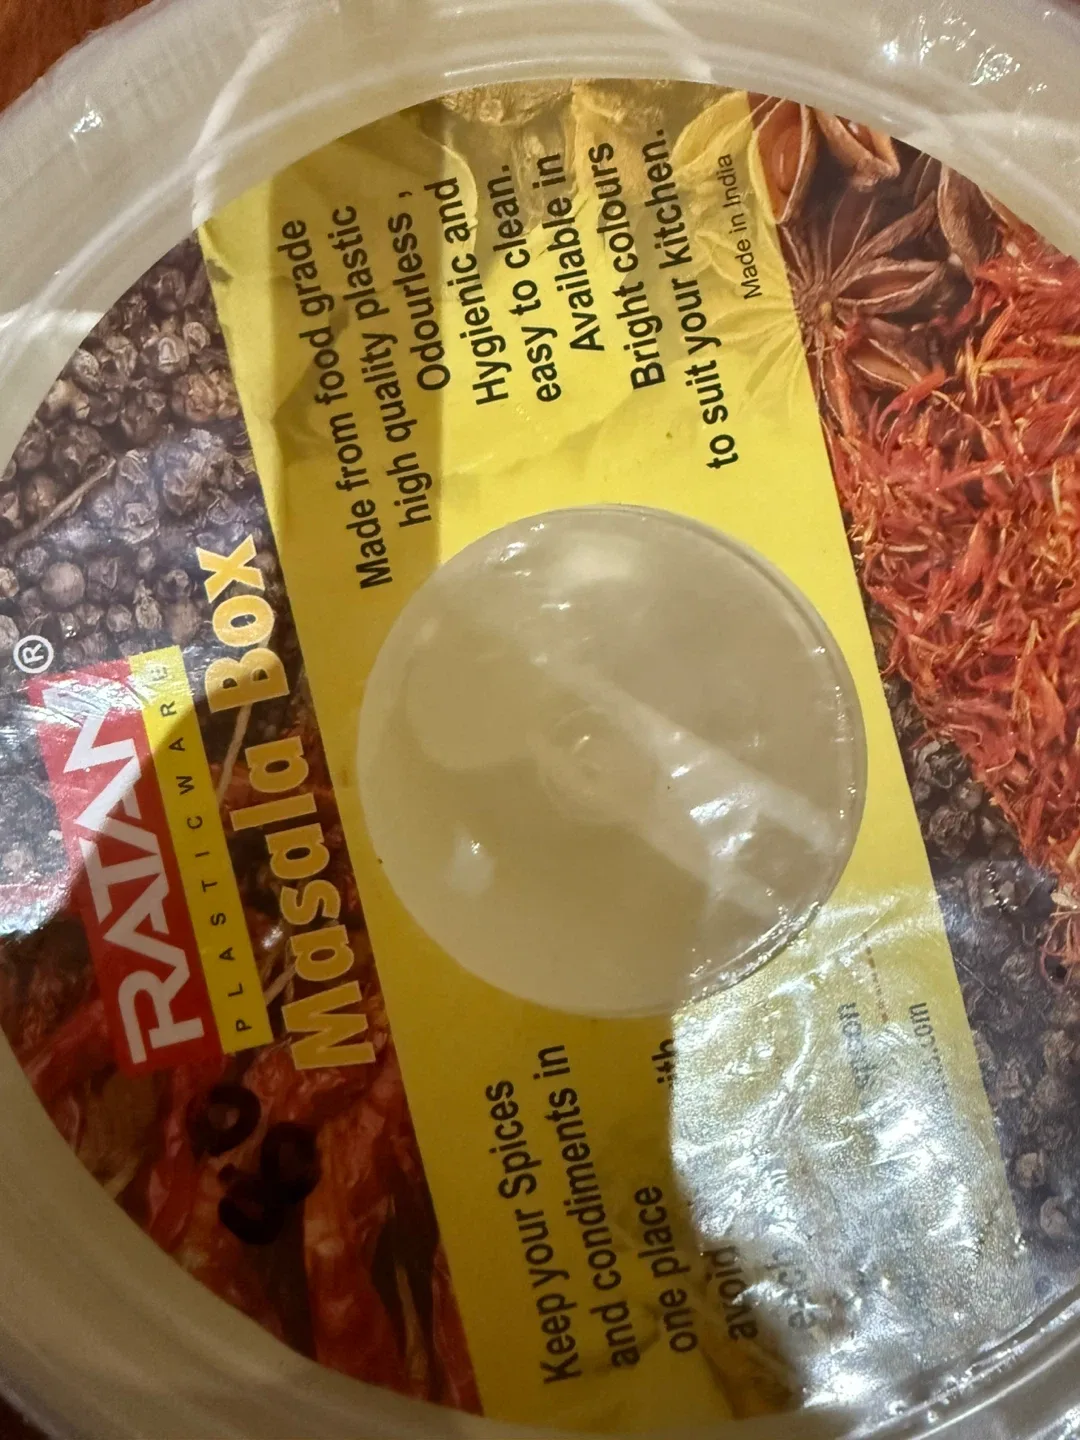 RATAN®
PLASTICWARE
Masala Box
Keep your Spices
and condiments in
one place
avoid
Made from food grade
high quality plastic
Odourless ,
Hygienic and
easy to clean.
Available in
Bright colours
to suit your kitchen.
Made in India